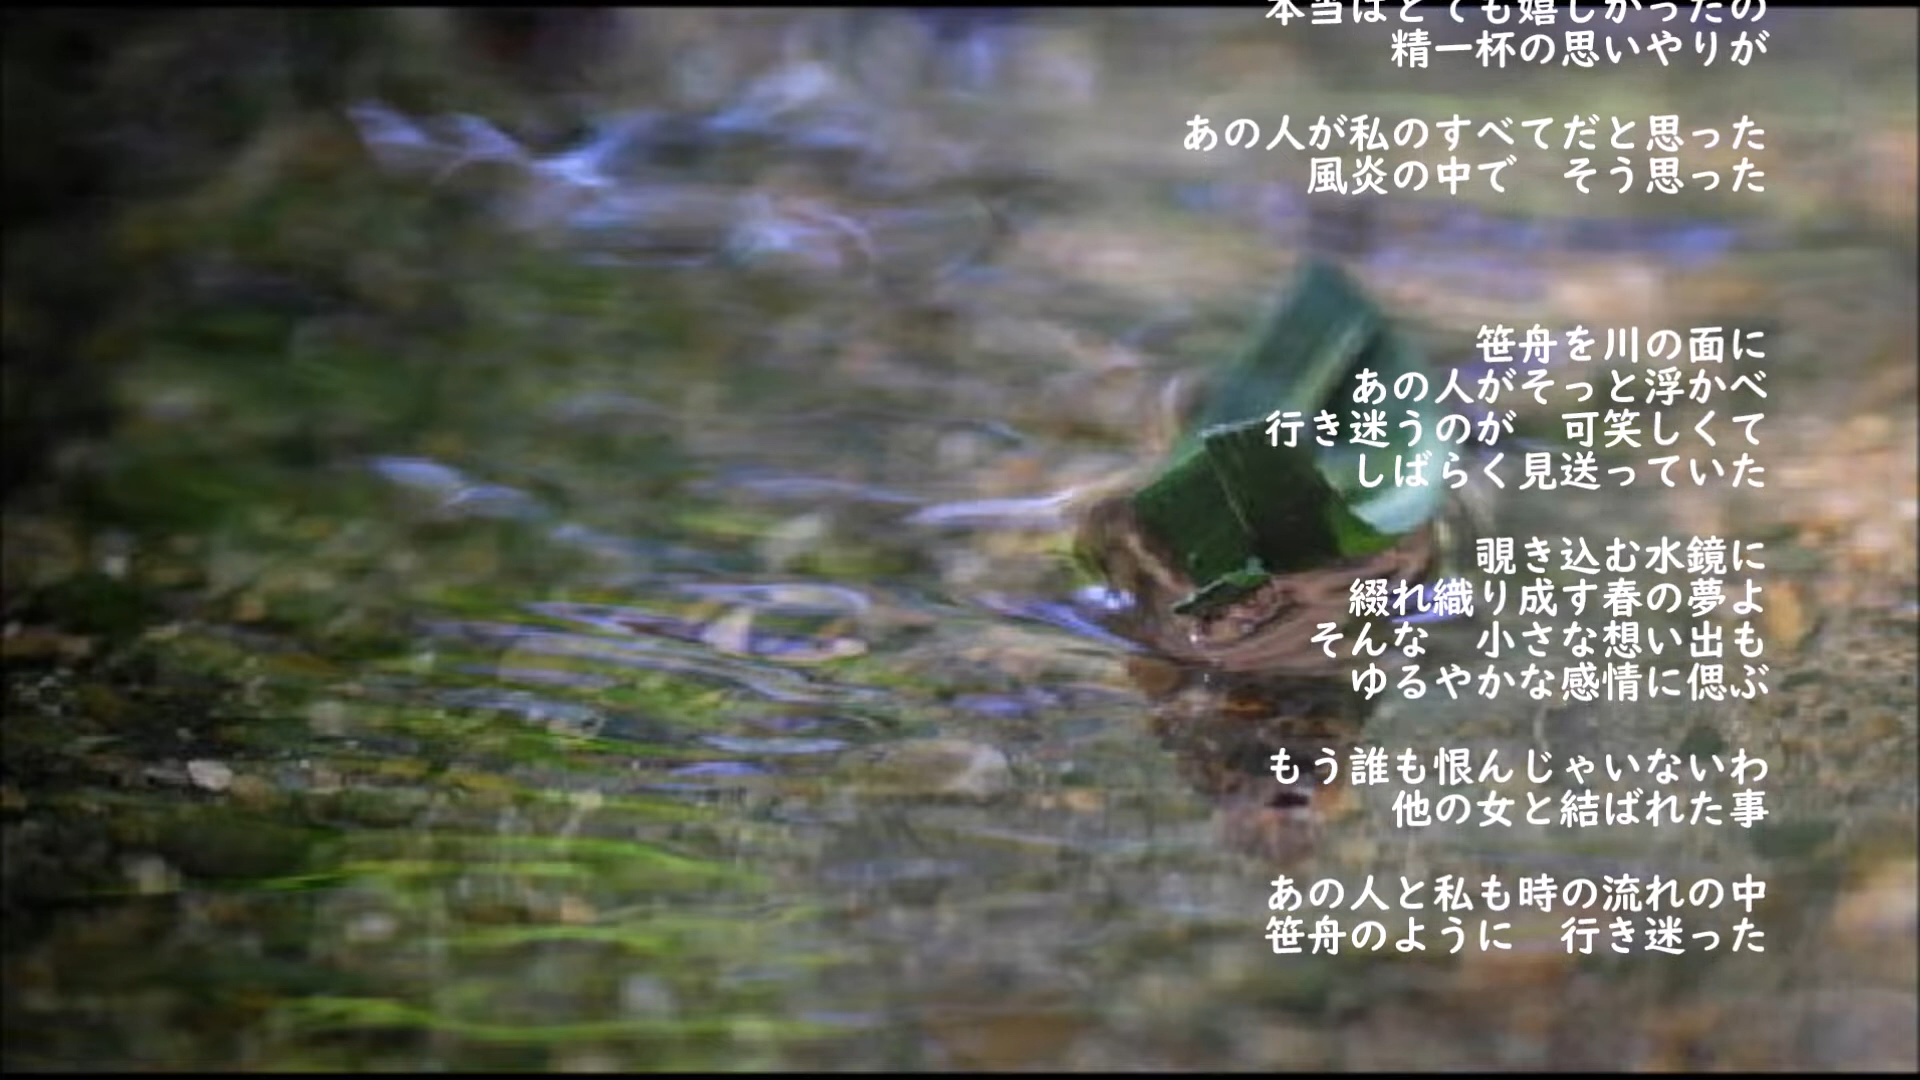 本当はとても嬉しかったの
精一杯の思いやりが
あの人が私のすべてだと思った
風炎の中で　そう思った
笹舟を川の面に
あの人がそっと浮かべ
行き迷うのが　可笑しくて
しばらく見送っていた
覗き込む水鏡に
綴れ織り成す春の夢よ
そんな　小さな想い出も
ゆるやかな感情に偲ぶ
もう誰も恨んじゃいないわ
他の女と結ばれた事
あの人と私も時の流れの中
笹舟のように　行き迷った